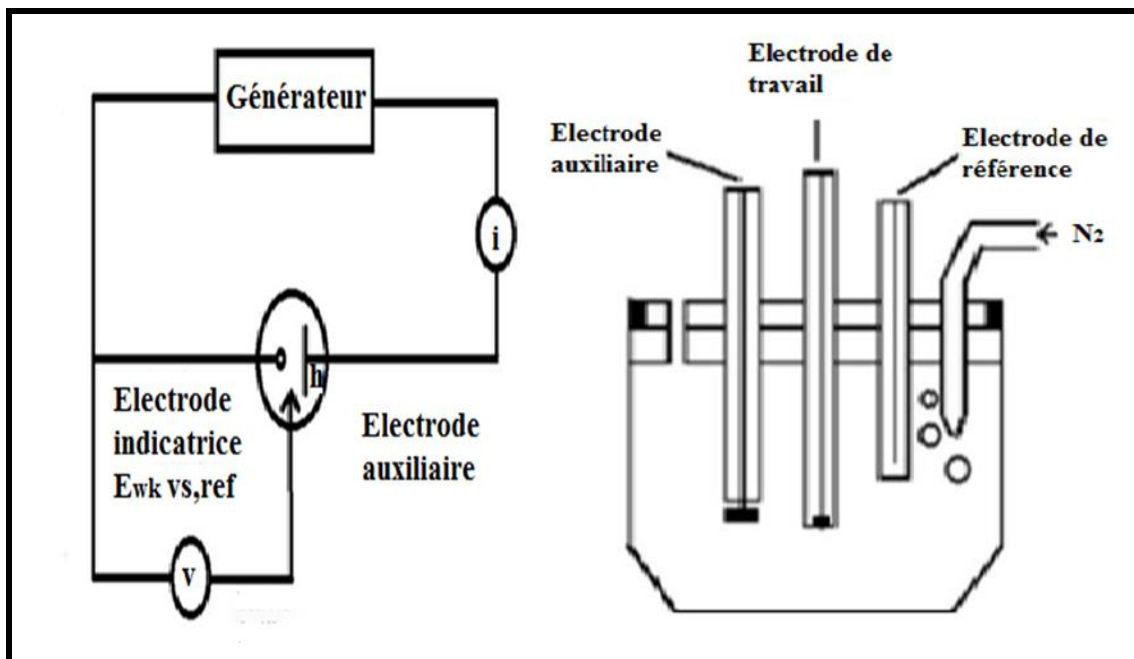 Générateur
i
h
Electrode
indicatrice
Ewk vs,ref
Electrode
auxiliaire
v
Electrode de
travail
Electrode
auxiliaire
Electrode de
référence
N2